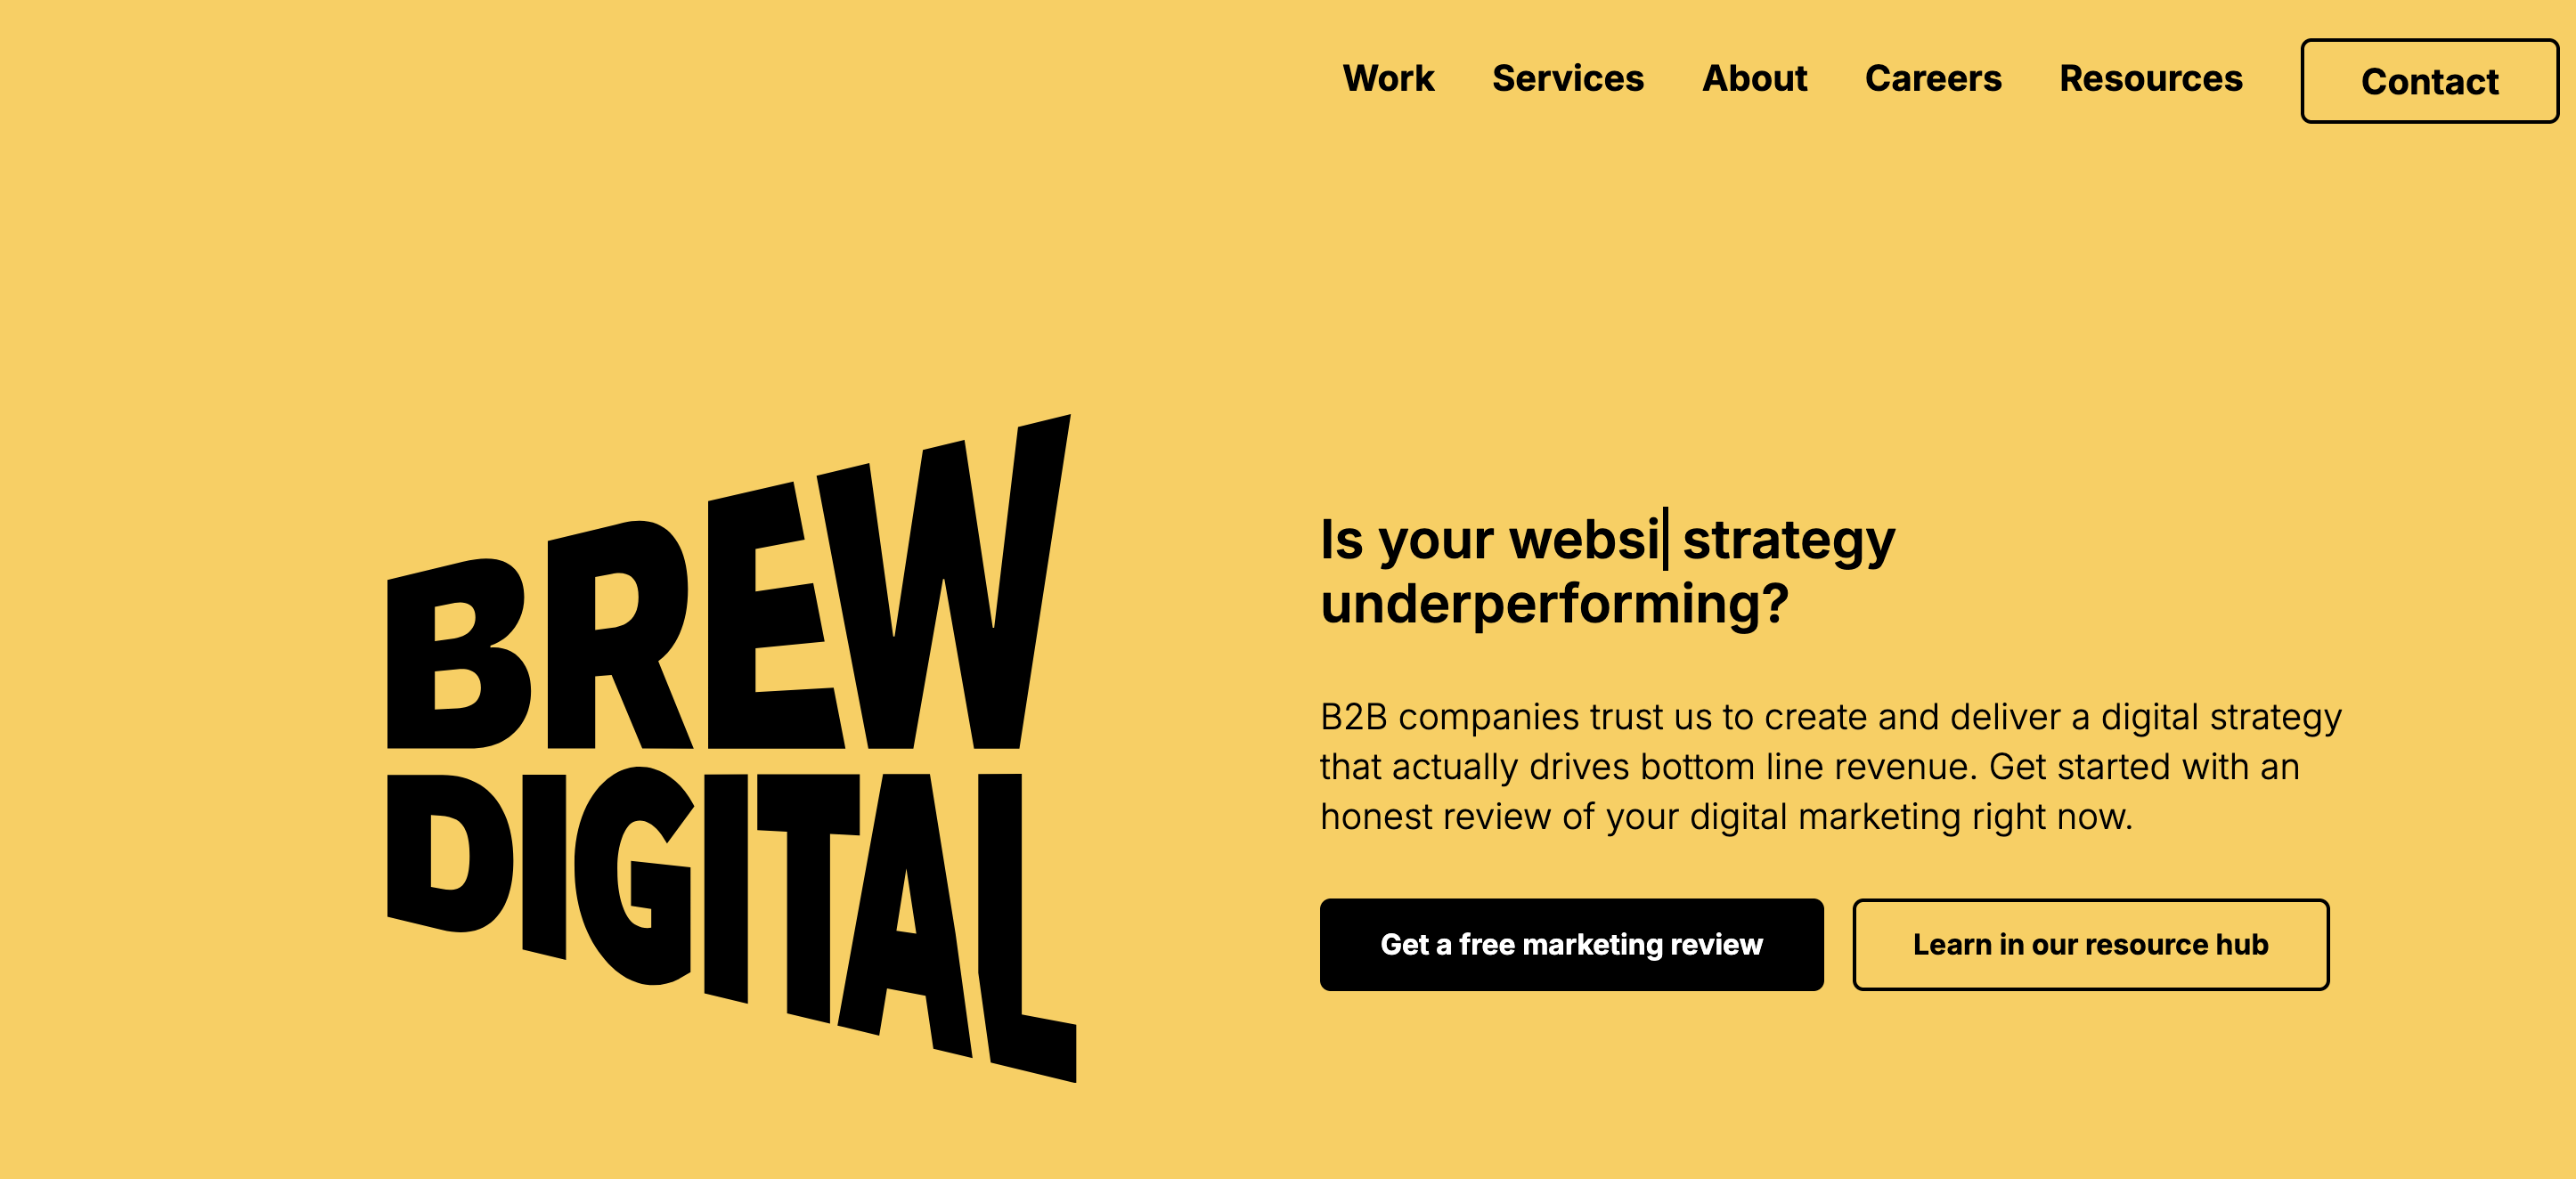 Work Services About Careers Resources Contact
BREW
DIGITAL
Is your websi| strategy
underperforming?
B2B companies trust us to create and deliver a digital strategy
that actually drives bottom line revenue. Get started with an
honest review of your digital marketing right now.
Get a free marketing review Learn in our resource hub